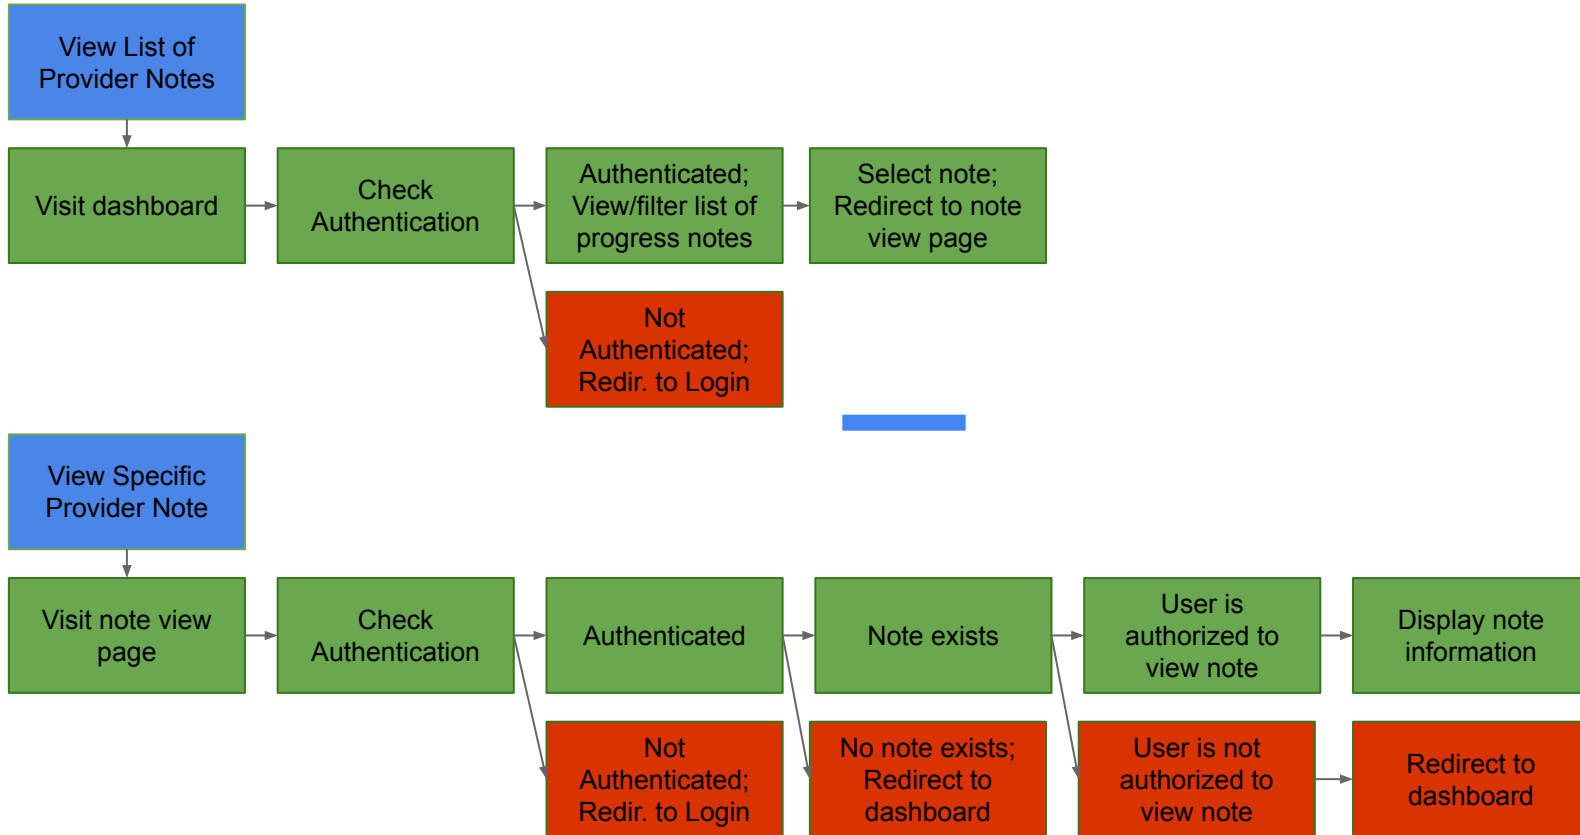 View List of
Provider Notes
Visit dashboard
Check
Authentication
Authenticated;
View/filter list of
progress notes
Select note;
Redirect to note
view page
Not
Authenticated;
Redir. to Login
View Specific
Provider Note
Visit note view
page
Check
Authentication
Authenticated
Note exists
User is
authorized to
view note
Display note
information
Not
Authenticated;
Redir. to Login
No note exists;
Redirect to
dashboard
User is not
authorized to
view note
Redirect to
dashboard